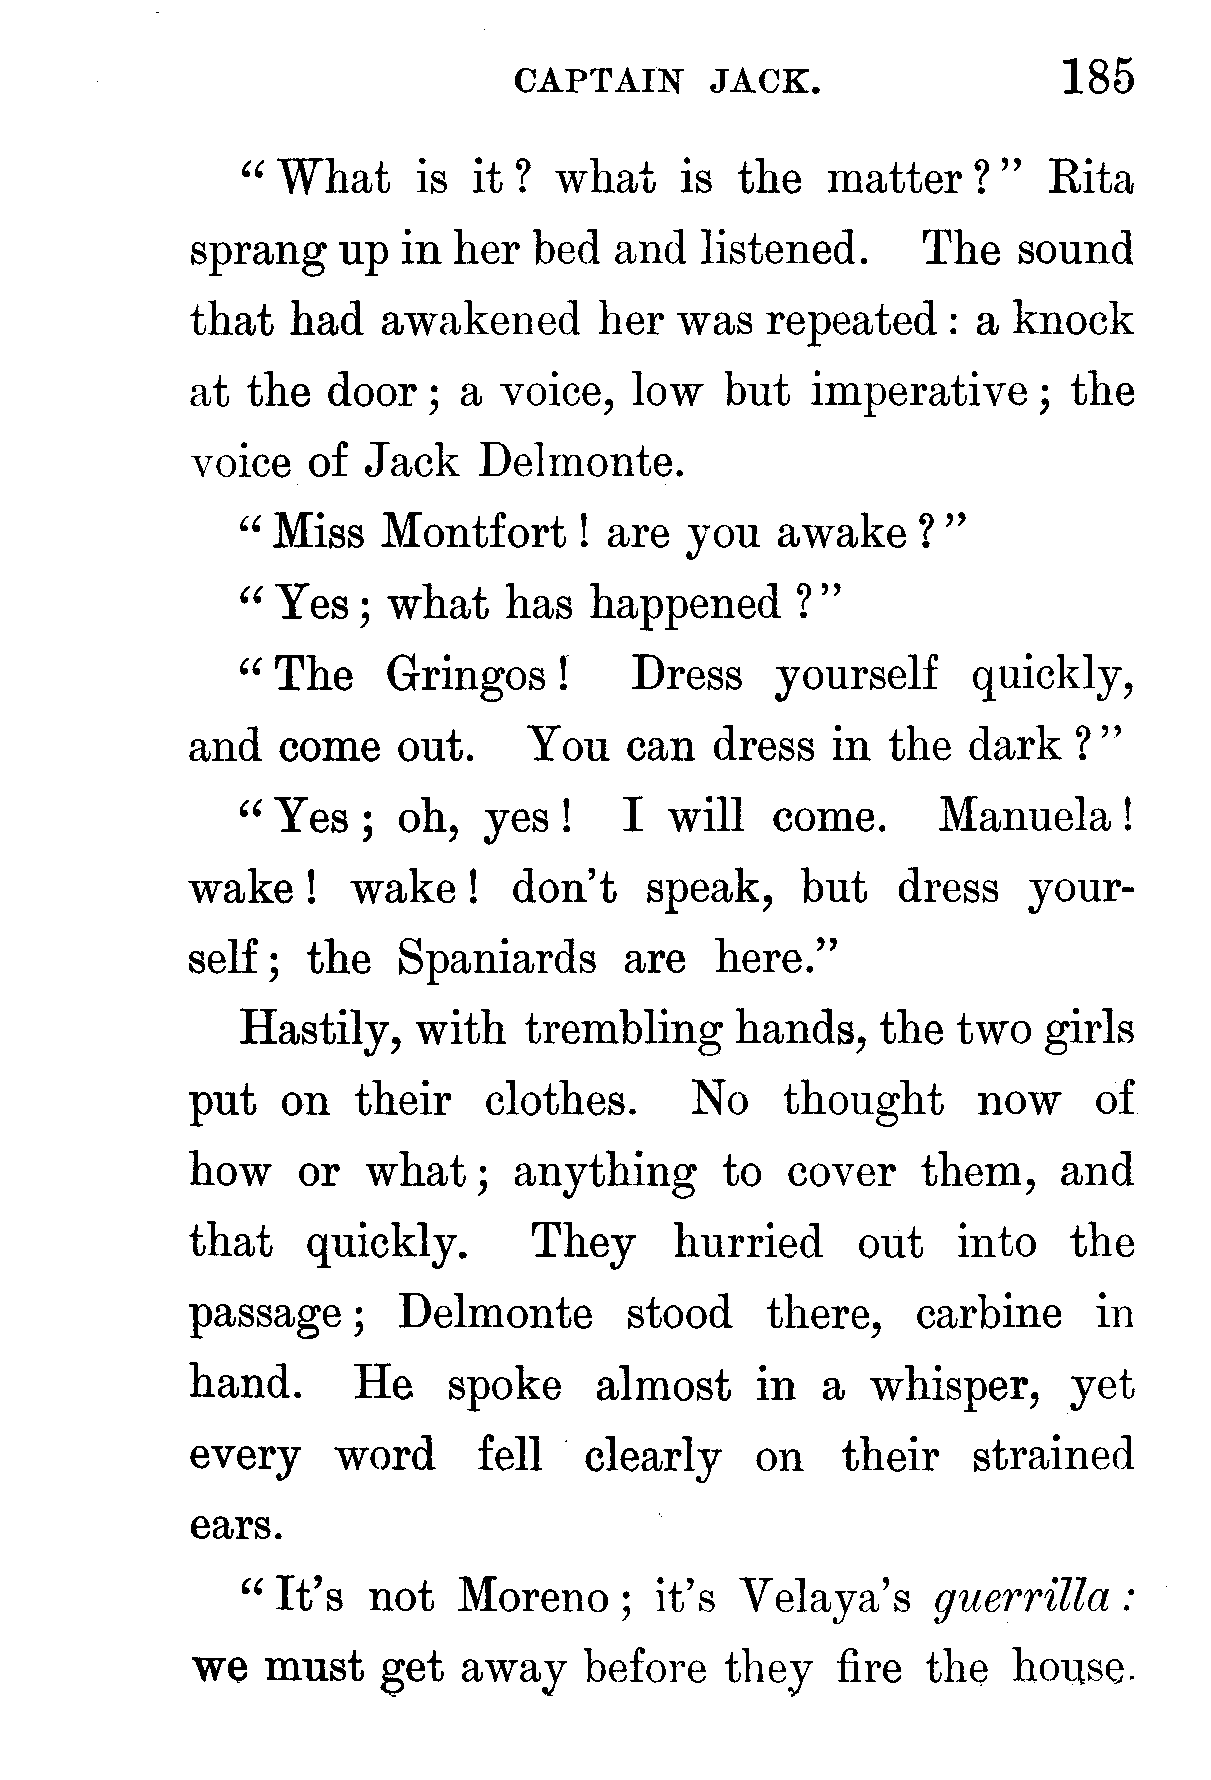 CAPTAIN JACK. 185
“What is it? what is the matter?” Rita
sprang up in her bed and listened. The sound
that had awakened her was repeated: a knock
at the door; a voice, low but imperative; the
voice of Jack Delmonte.
“Miss Montfort! are you awake?”
“Yes; what has happened?”
“The Gringos! Dress yourself quickly,
and come out. You can dress in the dark?”
“Yes; oh, yes! I will come. Manuela!
wake! wake! don’t speak, but dress your-
self; the Spaniards are here.”
Hastily, with trembling hands, the two girls
put on their clothes. No thought now of
how or what; anything to cover them, and
that quickly. They hurried out into the
passage; Delmonte stood there, carbine in
hand. He spoke almost in a whisper, yet
every word fell clearly on their strained
ears.
“It’s not Moreno; it’s Velaya’s guerrilla:
we must get away before they fire the house.